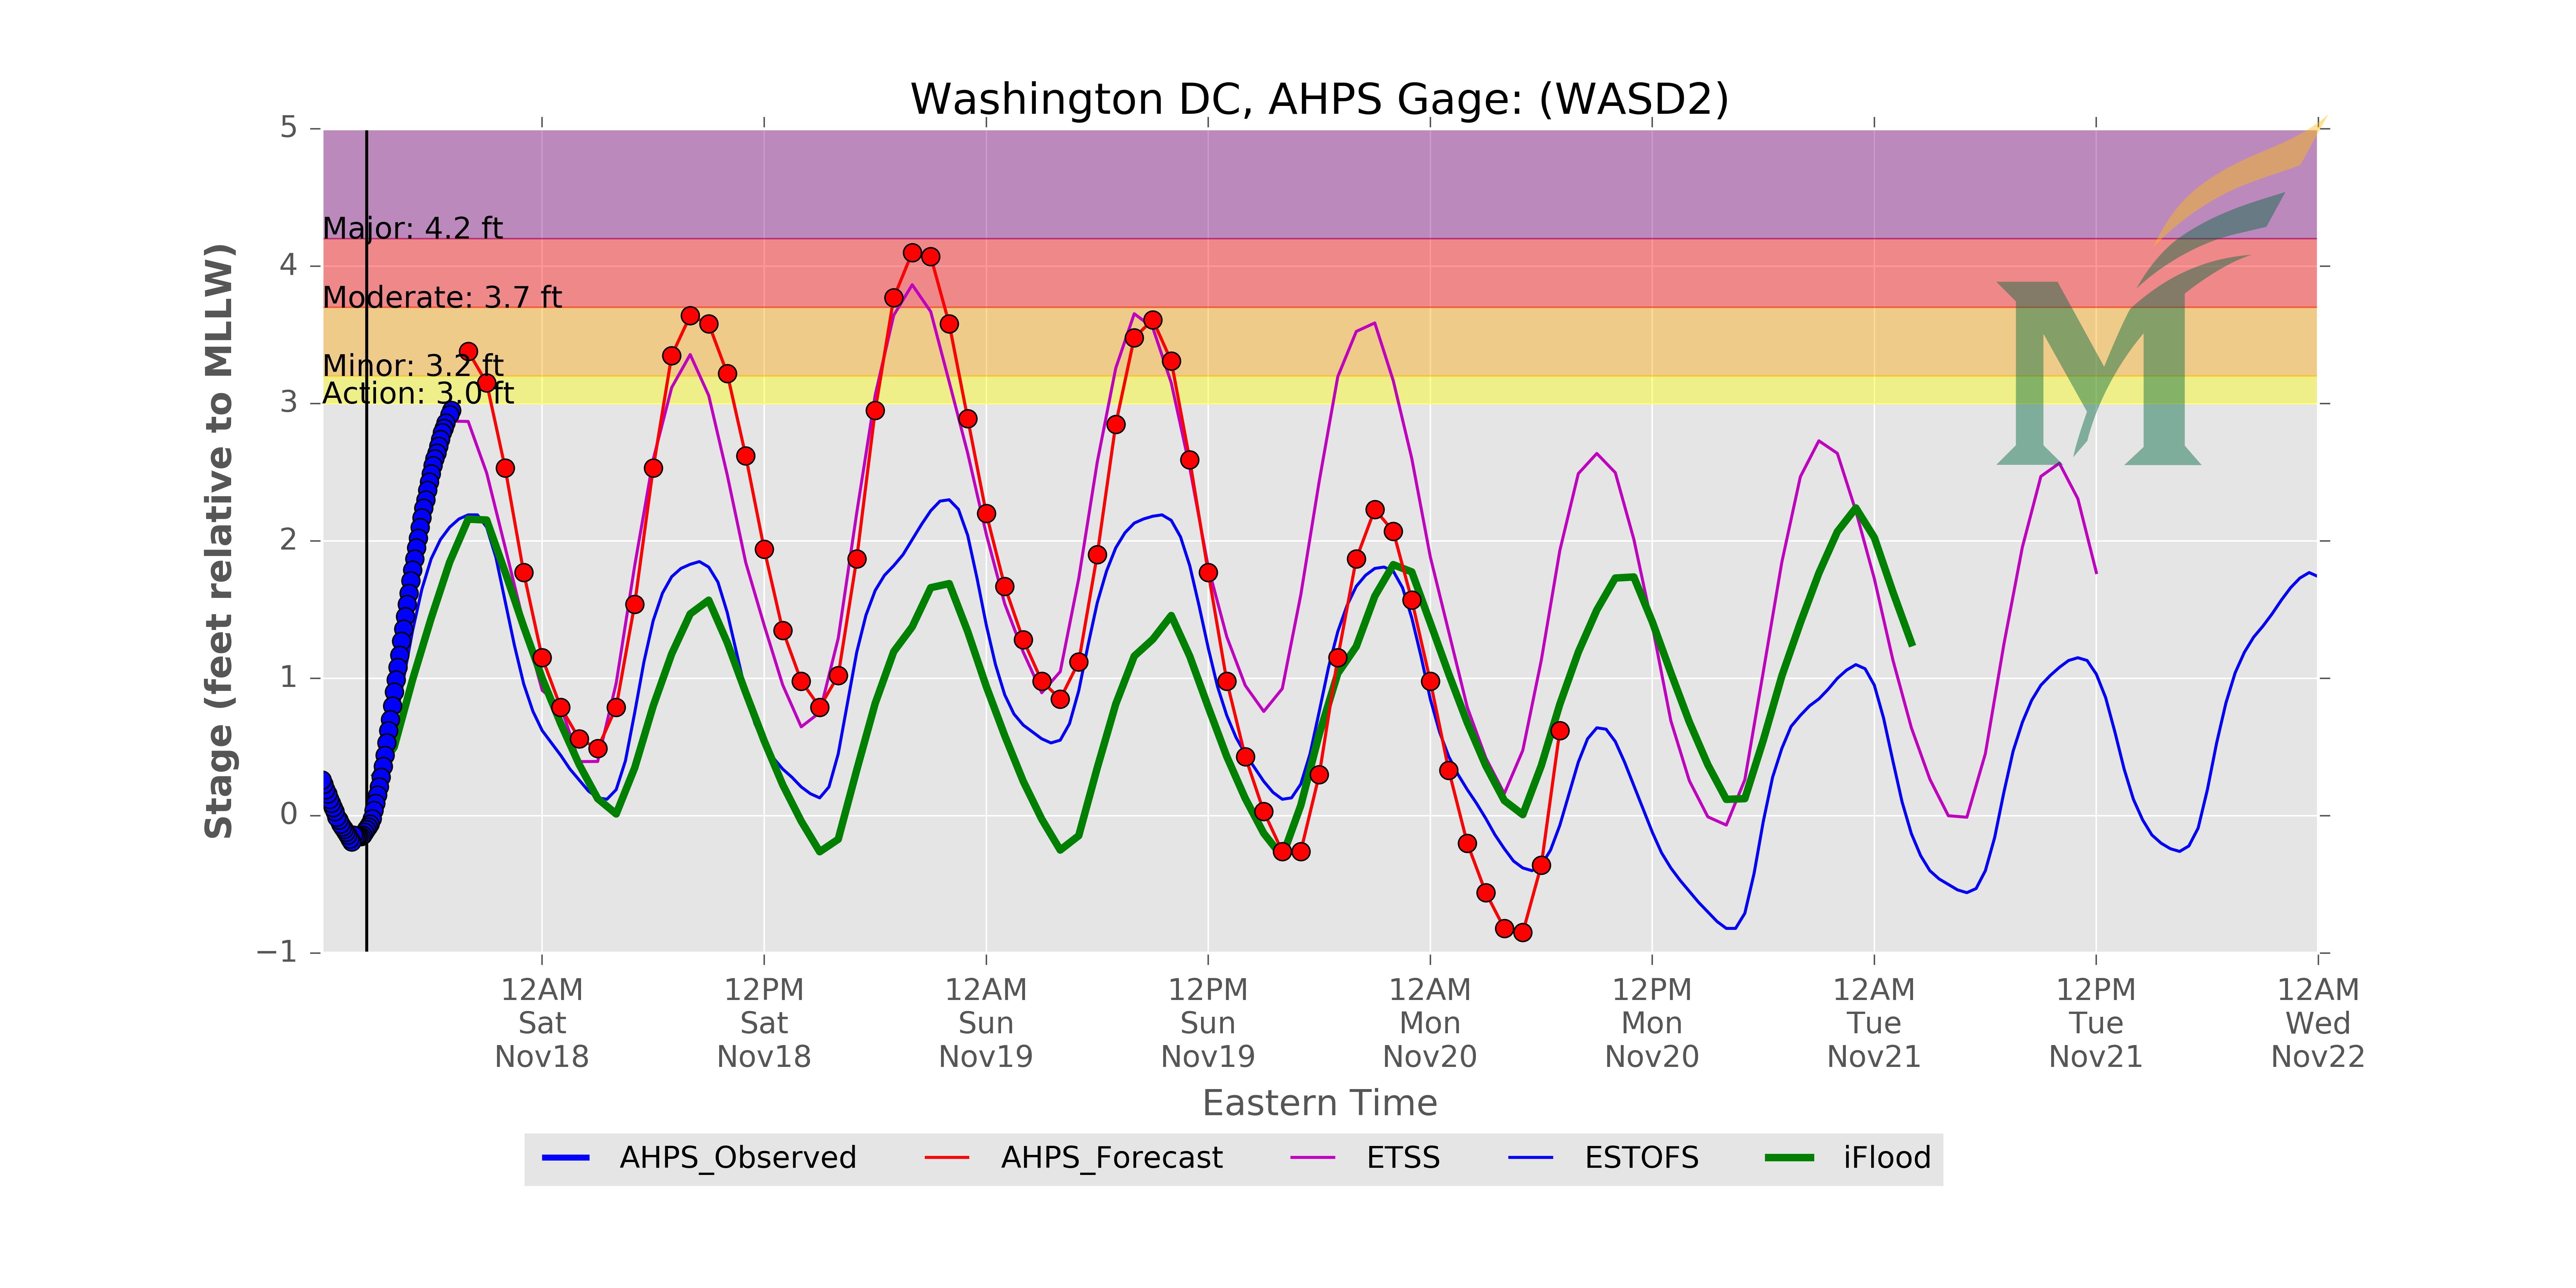 Washington DC, AHPS Gage: (WASD2)
Stage (feet relative to MLLW)
5
4
3
2
1
0
−1
Major: 4.2 ft
Moderate: 3.7 ft
Minor: 3.2 ft
Action: 3.0 ft
12AM 12PM 12AM 12PM 12AM 12PM 12AM 12PM 12AM
Sat Sat Sun Sun Mon Mon Tue Tue Wed
Nov18 Nov18 Nov19 Nov19 Nov20 Nov20 Nov21 Nov21 Nov22
Eastern Time
AHPS_Observed AHPS_Forecast ETSS ESTOFS iFlood